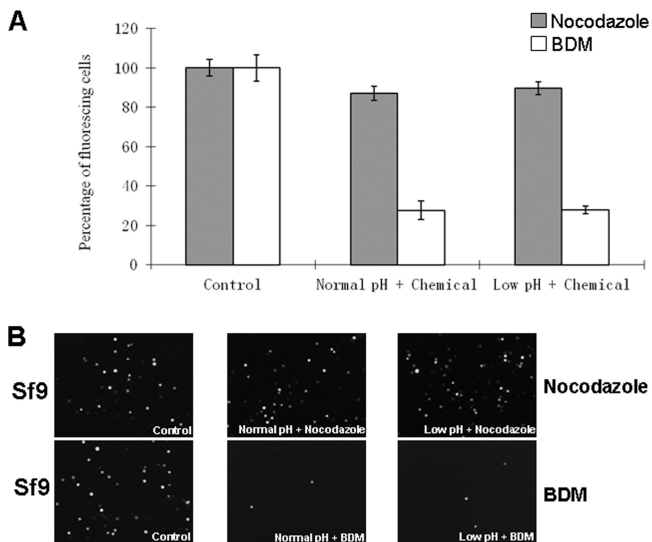 A
Nocodazole
BDM
Percentage of fluorescing cells
120
100
80
60
40
20
0
Control
Normal pH + Chemical
Low pH + Chemical
B
Sf9
Control
Normal pH + Nocodazole
Low pH + Nocodazole
Nocodazole
Sf9
Control
Normal pH + BDM
Low pH + BDM
BDM